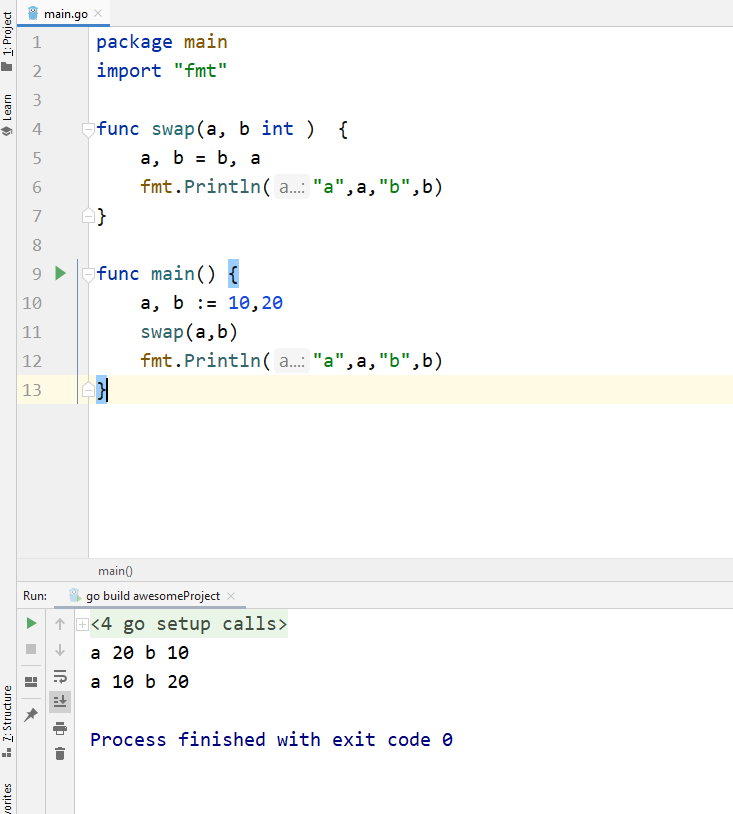 main.go
1: Project
Learn
1 package main
2 import "fmt"
3
4 func swap(a, b int )  {
5     a, b = b, a
6     fmt.Println( a...: "a",a,"b",b)
7 }
8
9 func main() {
10     a, b := 10,20
11     swap(a,b)
12     fmt.Println( a...: "a",a,"b",b)
13 }
main()
Run: go build awesomeProject
<4 go setup calls>
a 20 b 10
a 10 b 20
Process finished with exit code 0
7: Structure
vorites